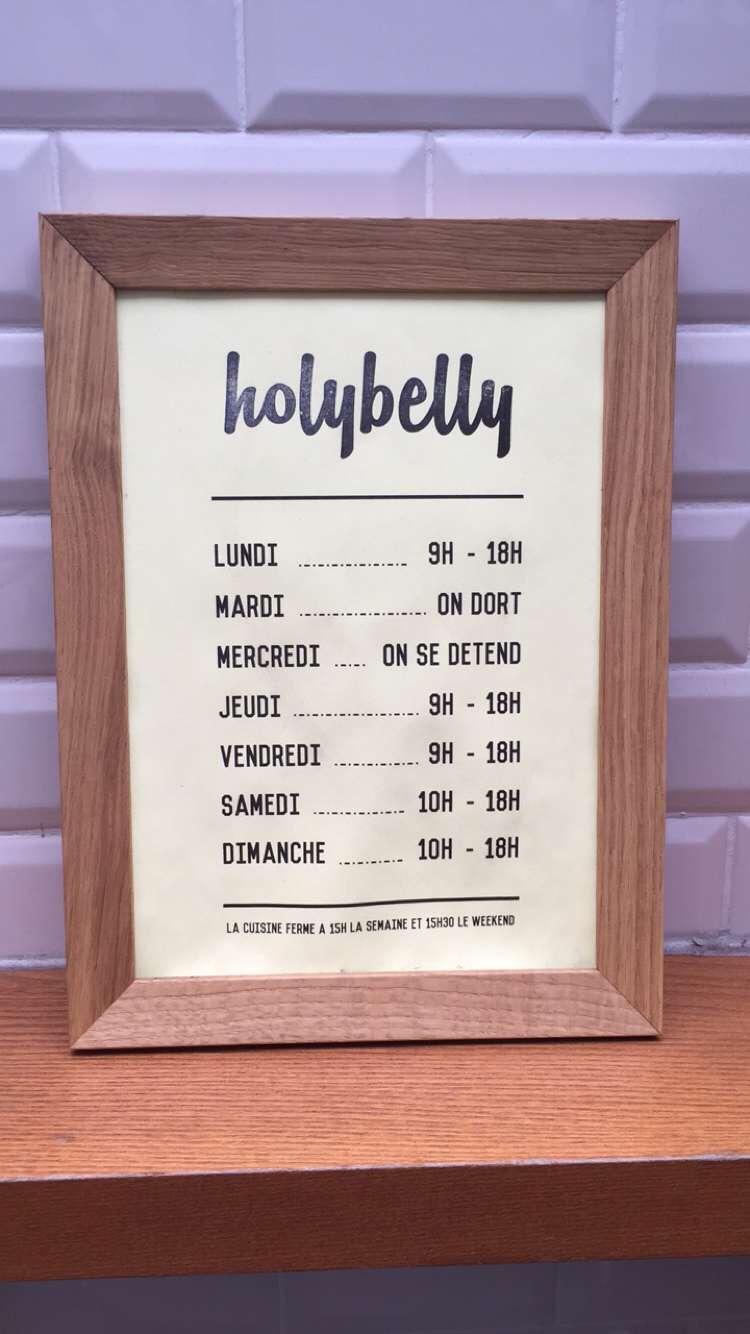 holybelly
LUNDI 9H - 18H
MARDI ON DORT
MERCREDI ON SE DETEND
JEUDI 9H - 18H
VENDREDI 9H - 18H
SAMEDI 10H - 18H
DIMANCHE 10H - 18H
LA CUISINE FERME A 15H LA SEMAINE ET 15H30 LE WEEKEND